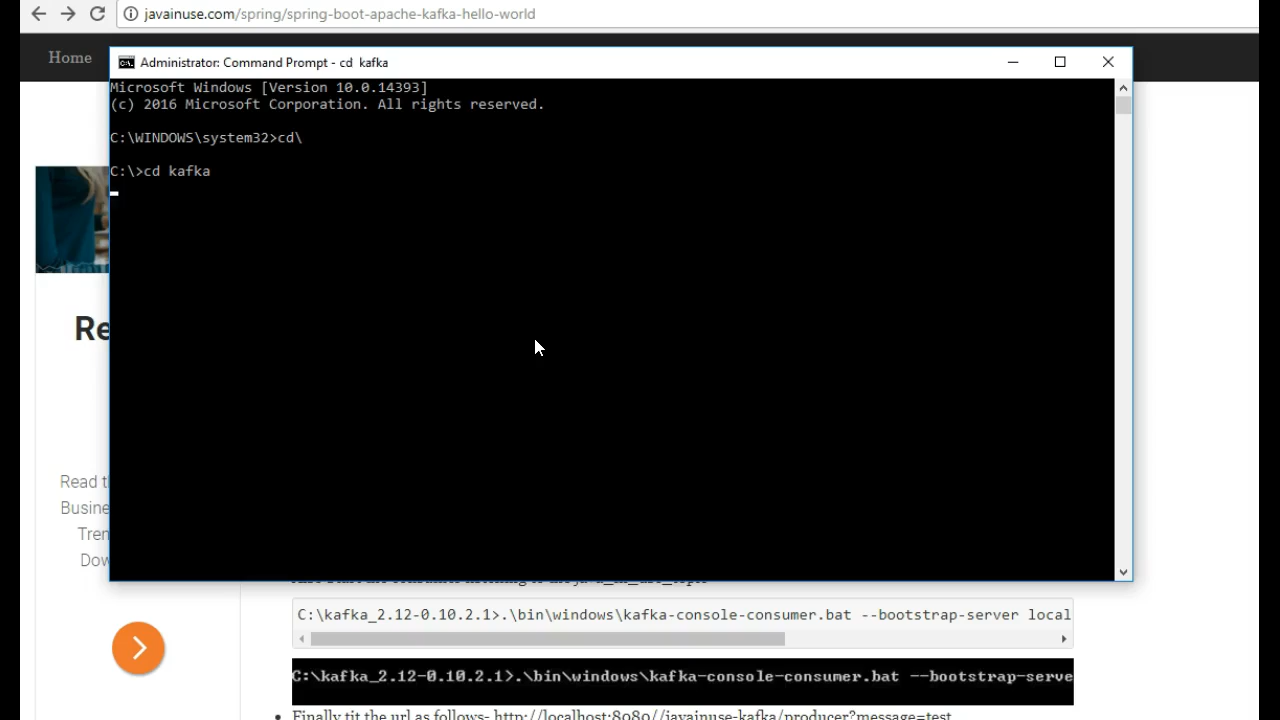 javainuse.com/spring/spring-boot-apache-kafka-hello-world
Home
Administrator: Command Prompt - cd kafka
Microsoft Windows [Version 10.0.14393]
(c) 2016 Microsoft Corporation. All rights reserved.
C:\WINDOWS\system32>cd\
C:\>cd kafka
Re
Read t
Busine
Tren
Dow
C:\kafka_2.12-0.10.2.1>.\bin\windows\kafka-console-consumer.bat --bootstrap-server local
C:\kafka_2.12-0.10.2.1>.\bin\windows\kafka-console-consumer.bat --bootstrap-serve
Finally tit the url as follows- http://localhost:8080//javainuse-kafka/producer?message=test